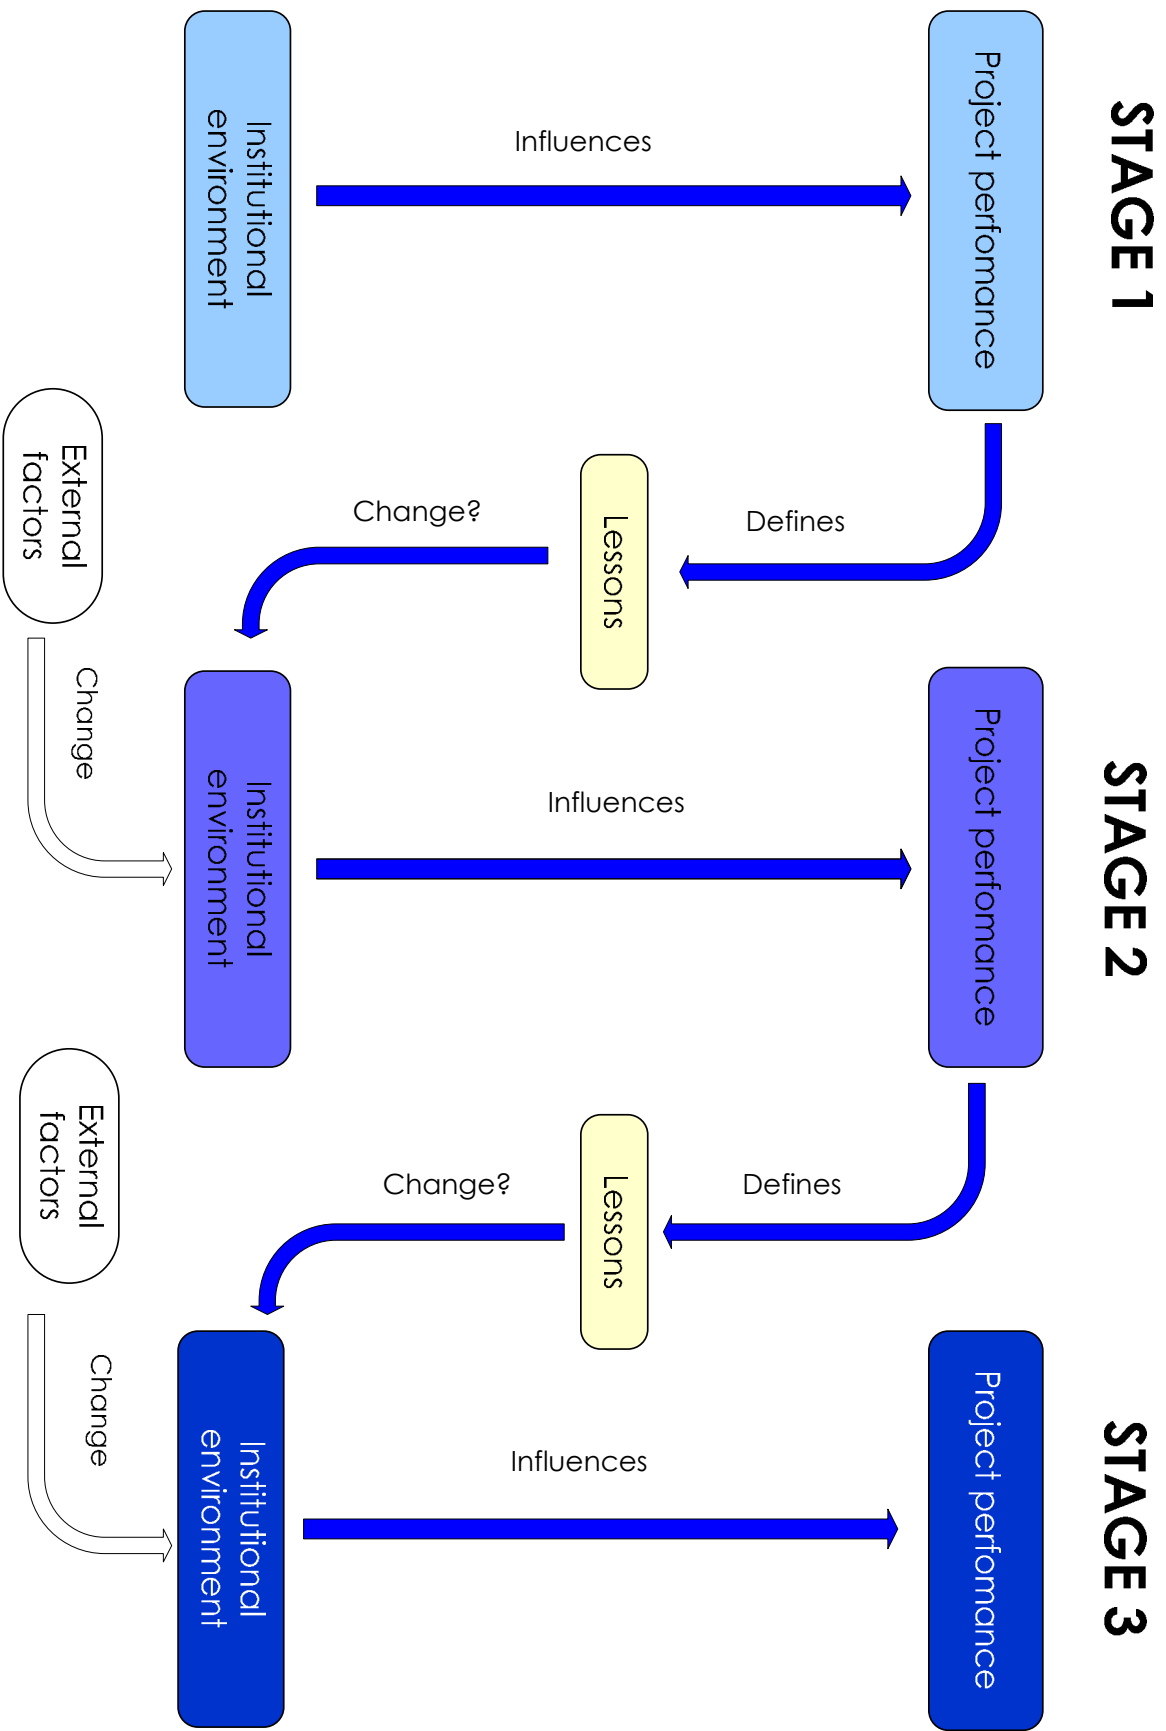 STAGE 1
STAGE 2
STAGE 3
Project perfomance
Project perfomance
Project perfomance
Influences
Defines
Lessons
Change?
Influences
Defines
Lessons
Change?
Influences
Institutional
environment
Institutional
environment
Institutional
environment
External
factors
Change
External
factors
Change